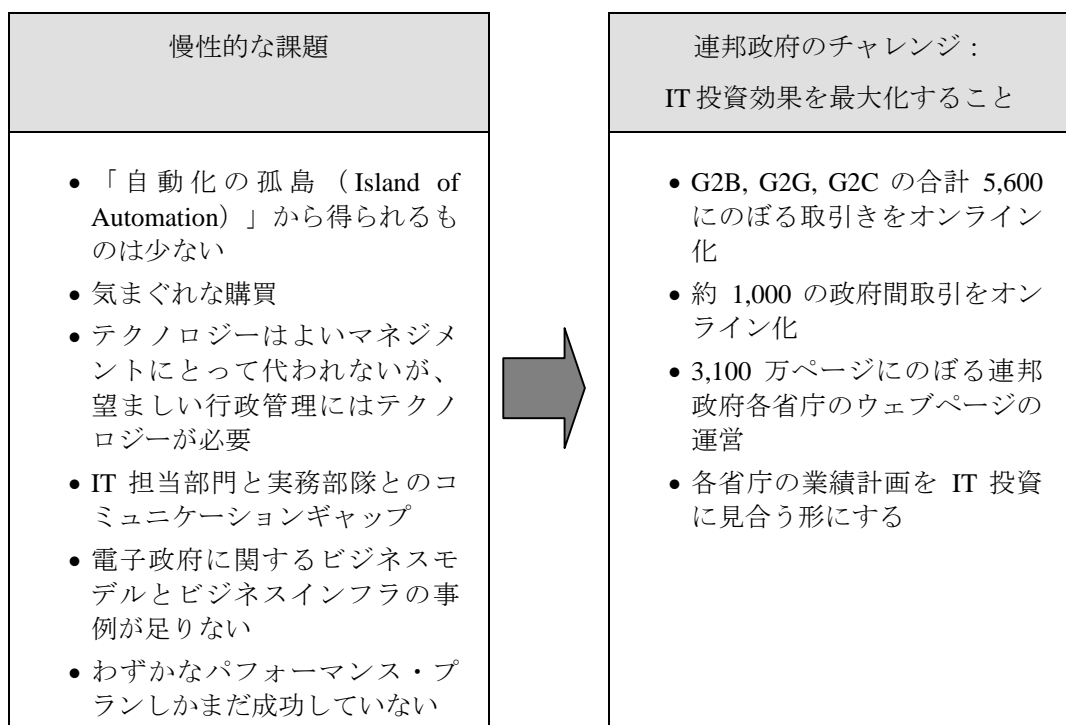 慢性的な課題
• 「自動化の孤島（Island of
Automation）」から得られるも
のは少ない
• 気まぐれな購買
• テクノロジーはよいマネジメ
ントにとって代われないが、
望ましい行政管理にはテクノ
ロジーが必要
• IT 担当部門と実務部隊とのコ
ミュニケーションギャップ
• 電子政府に関するビジネスモ
デルとビジネスインフラの事
例が足りない
• わずかなパフォーマンス・プ
ランしかまだ成功していない
連邦政府のチャレンジ：
IT 投資効果を最大化すること
• G2B, G2G, G2C の合計 5,600
にのぼる取引きをオンライン
化
• 約 1,000 の政府間取引をオン
ライン化
• 3,100 万ページにのぼる連邦
政府各省庁のウェブページの
運営
• 各省庁の業績計画を IT 投資
に見合う形にする